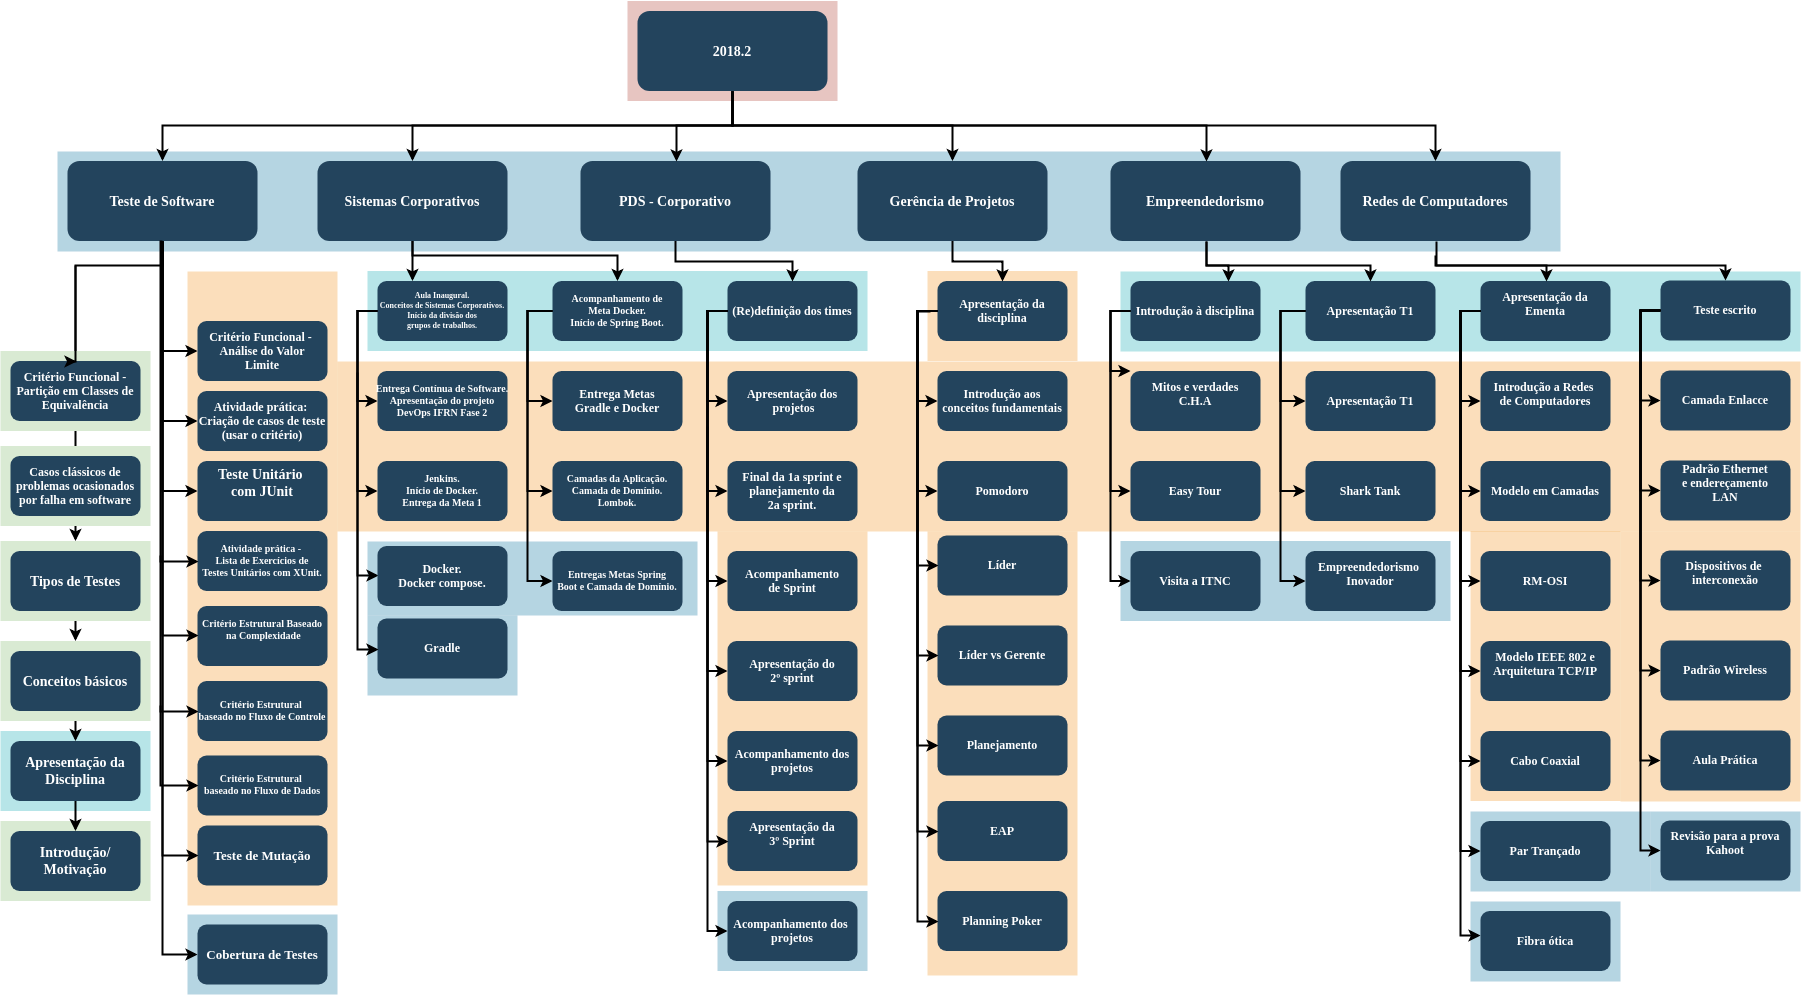 2018.2
Teste de Software
Sistemas Corporativos
PDS - Corporativo
Gerência de Projetos
Empreendedorismo
Redes de Computadores
Critério Funcional -
Partição em Classes de
Equivalência
Casos clássicos de
problemas ocasionados
por falha em software
Tipos de Testes
Conceitos básicos
Apresentação da
Disciplina
Introdução/
Motivação
Critério Funcional -
Análise do Valor
Limite
Atividade prática:
Criação de casos de teste
(usar o critério)
Teste Unitário
com JUnit
Atividade prática -
Lista de Exercícios de
Testes Unitários com XUnit.
Critério Estrutural Baseado
na Complexidade
Critério Estrutural
baseado no Fluxo de Controle
Critério Estrutural
baseado no Fluxo de Dados
Teste de Mutação
Cobertura de Testes
Aula Inaugural.
Conceitos de Sistemas Corporativos.
Início da divisão dos
grupos de trabalhos.
Entrega Contínua de Software.
Apresentação do projeto
DevOps IFRN Fase 2
Jenkins.
Início de Docker.
Entrega da Meta 1
Docker.
Docker compose.
Gradle
Acompanhamento de
Meta Docker.
Início de Spring Boot.
Entrega Metas
Gradle e Docker
Camadas da Aplicação.
Camada de Domínio.
Lombok.
Entregas Metas Spring
Boot e Camada de Domínio.
(Re)definição dos times
Apresentação dos
projetos
Final da 1a sprint e
planejamento da
2a sprint.
Acompanhamento
de Sprint
Apresentação do
2º sprint
Acompanhamento dos
projetos
Apresentação da
3º Sprint
Acompanhamento dos
projetos
Apresentação da
disciplina
Introdução aos
conceitos fundamentais
Pomodoro
Líder
Líder vs Gerente
Planejamento
EAP
Planning Poker
Introdução à disciplina
Mitos e verdades
C.H.A
Easy Tour
Visita a ITNC
Apresentação T1
Apresentação T1
Shark Tank
Empreendedorismo
Inovador
Apresentação da
Ementa
Introdução a Redes
de Computadores
Modelo em Camadas
RM-OSI
Modelo IEEE 802 e
Arquitetura TCP/IP
Cabo Coaxial
Par Trançado
Fibra ótica
Teste escrito
Camada Enlacce
Padrão Ethernet
e endereçamento
LAN
Dispositivos de
interconexão
Padrão Wireless
Aula Prática
Revisão para a prova
Kahoot